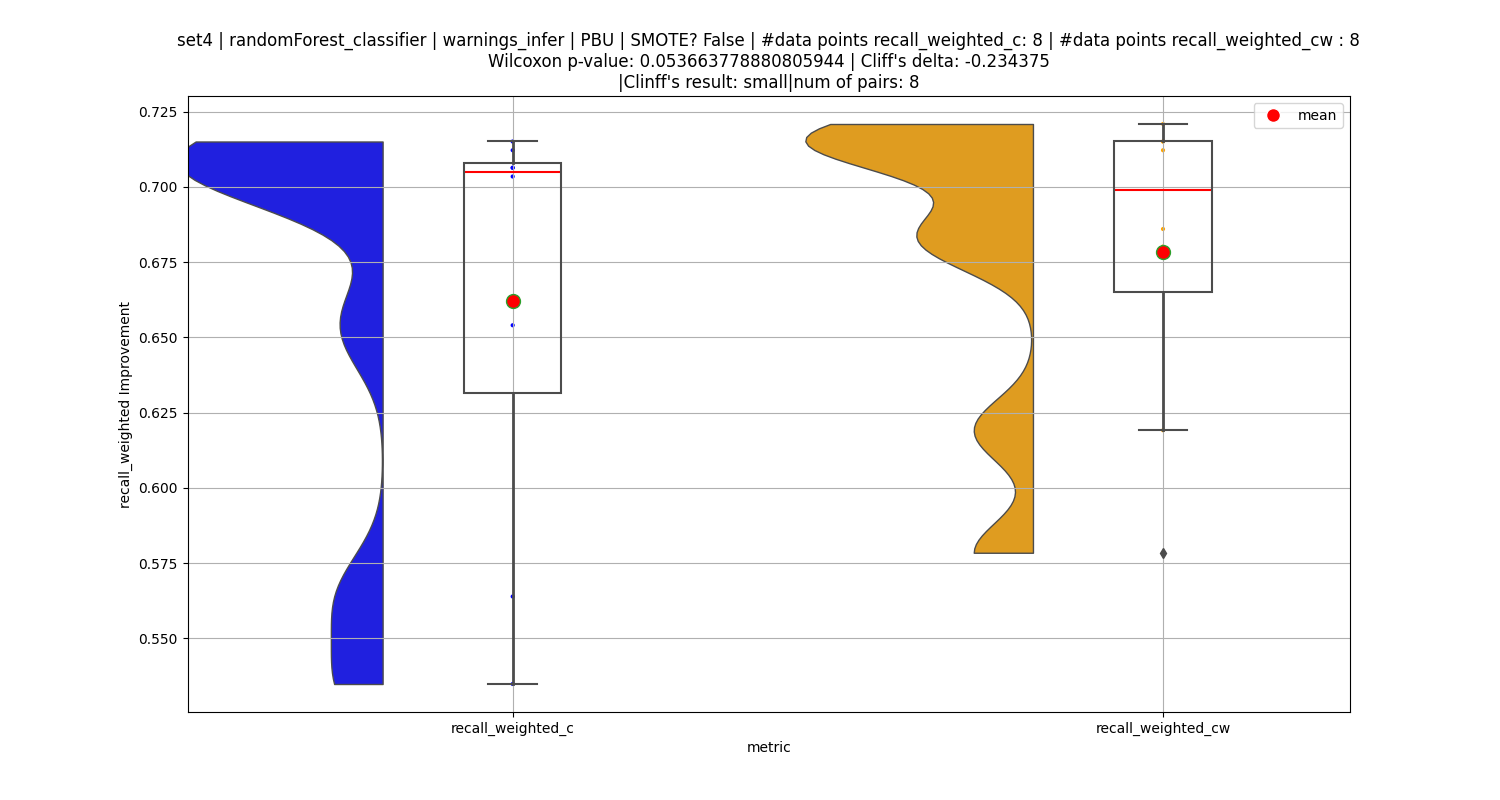 set4 | randomForest_classifier | warnings_infer | PBU | SMOTE? False | #data points recall_weighted_c: 8 | #data points recall_weighted_cw : 8
Wilcoxon p-value: 0.053663778880805944 | Cliff's delta: -0.234375
|Clinff's result: small|num of pairs: 8
mean
0.725
0.700
0.675
0.650
0.625
0.600
0.575
0.550
recall_weighted Improvement
recall_weighted_c
recall_weighted_cw
metric